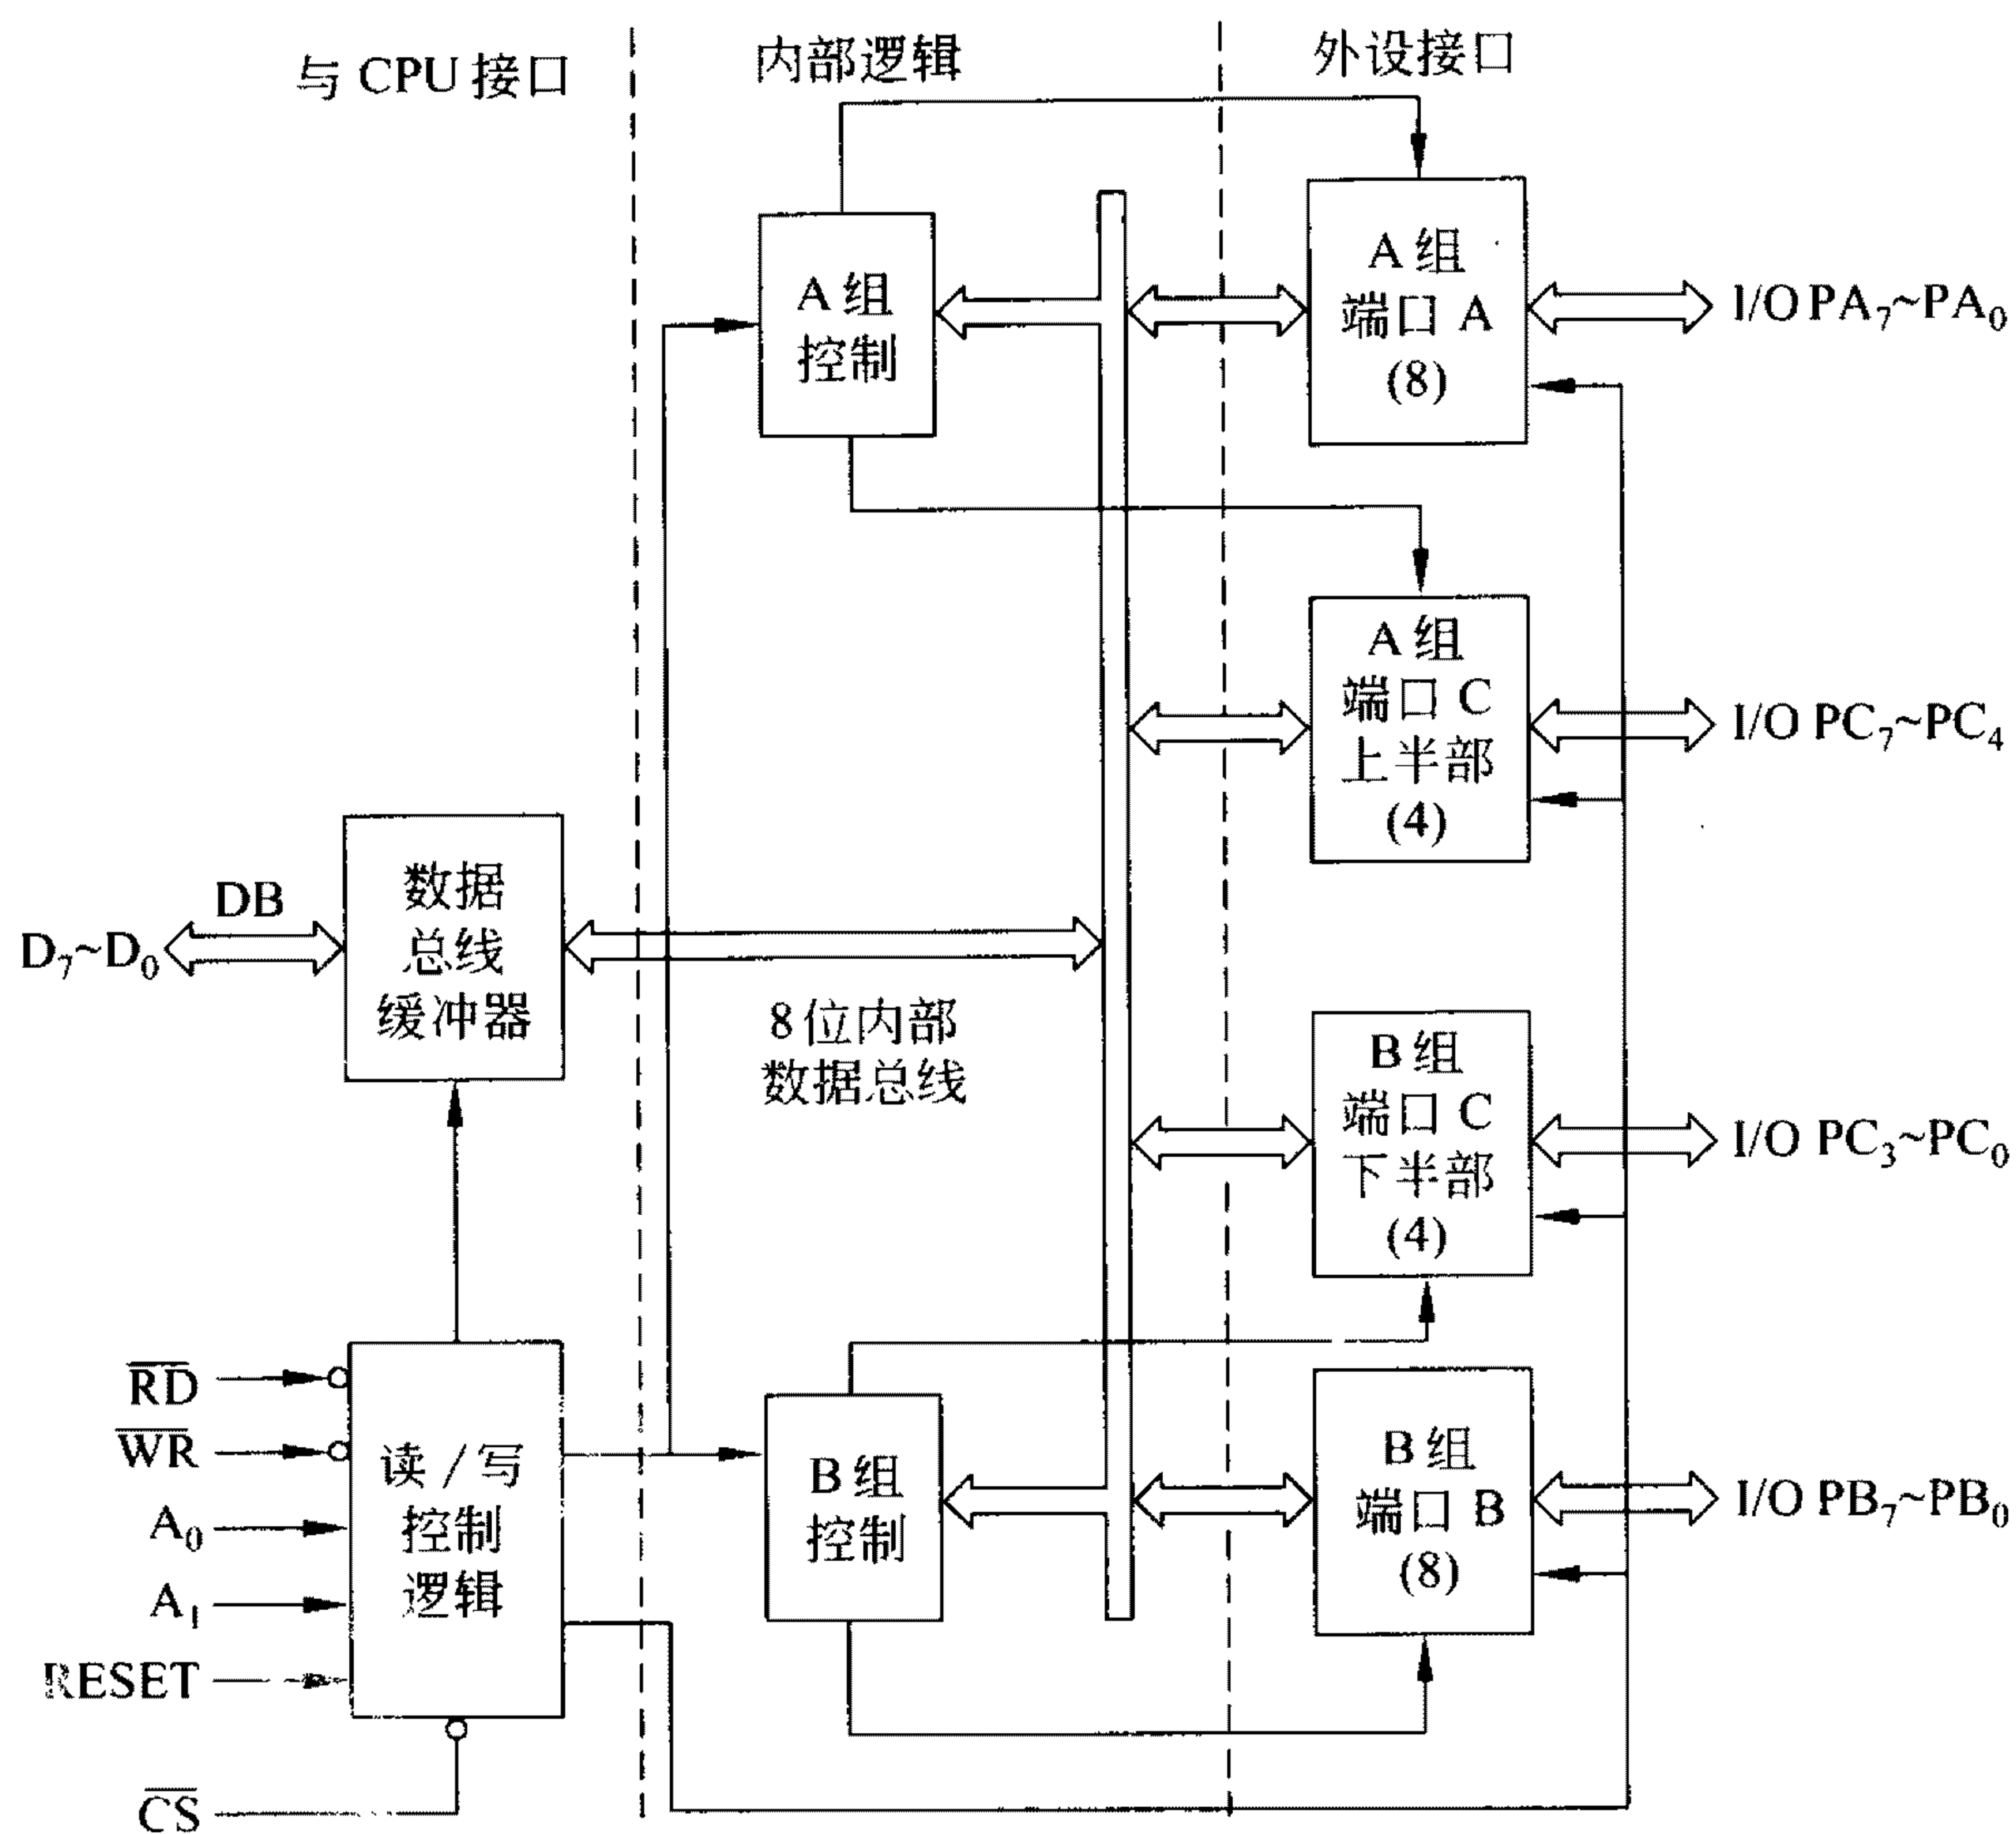 与 CPU 接口
内部逻辑
外设接口
A 组
控制
A 组
端口 A
(8)
I/O PA₇~PA₀
A 组
端口 C
上半部
(4)
I/O PC₇~PC₄
DB
D₇~D₀
数据
总线
缓冲器
8 位内部
数据总线
B 组
端口 C
下半部
(4)
I/O PC₃~PC₀
R̅D̅
W̅R̅
A₀
A₁
RESET
C̅S̅
读/写
控制
逻辑
B 组
控制
B 组
端口 B
(8)
I/O PB₇~PB₀